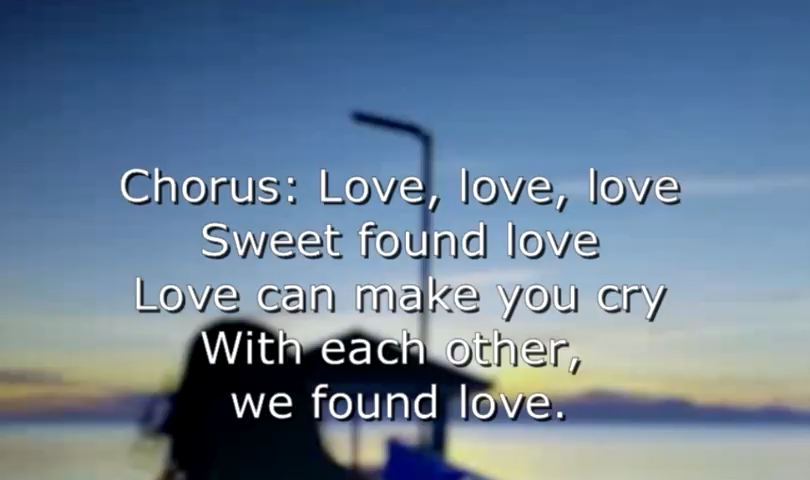 Chorus: Love, love, love
Sweet found love
Love can make you cry
With each other,
we found love.